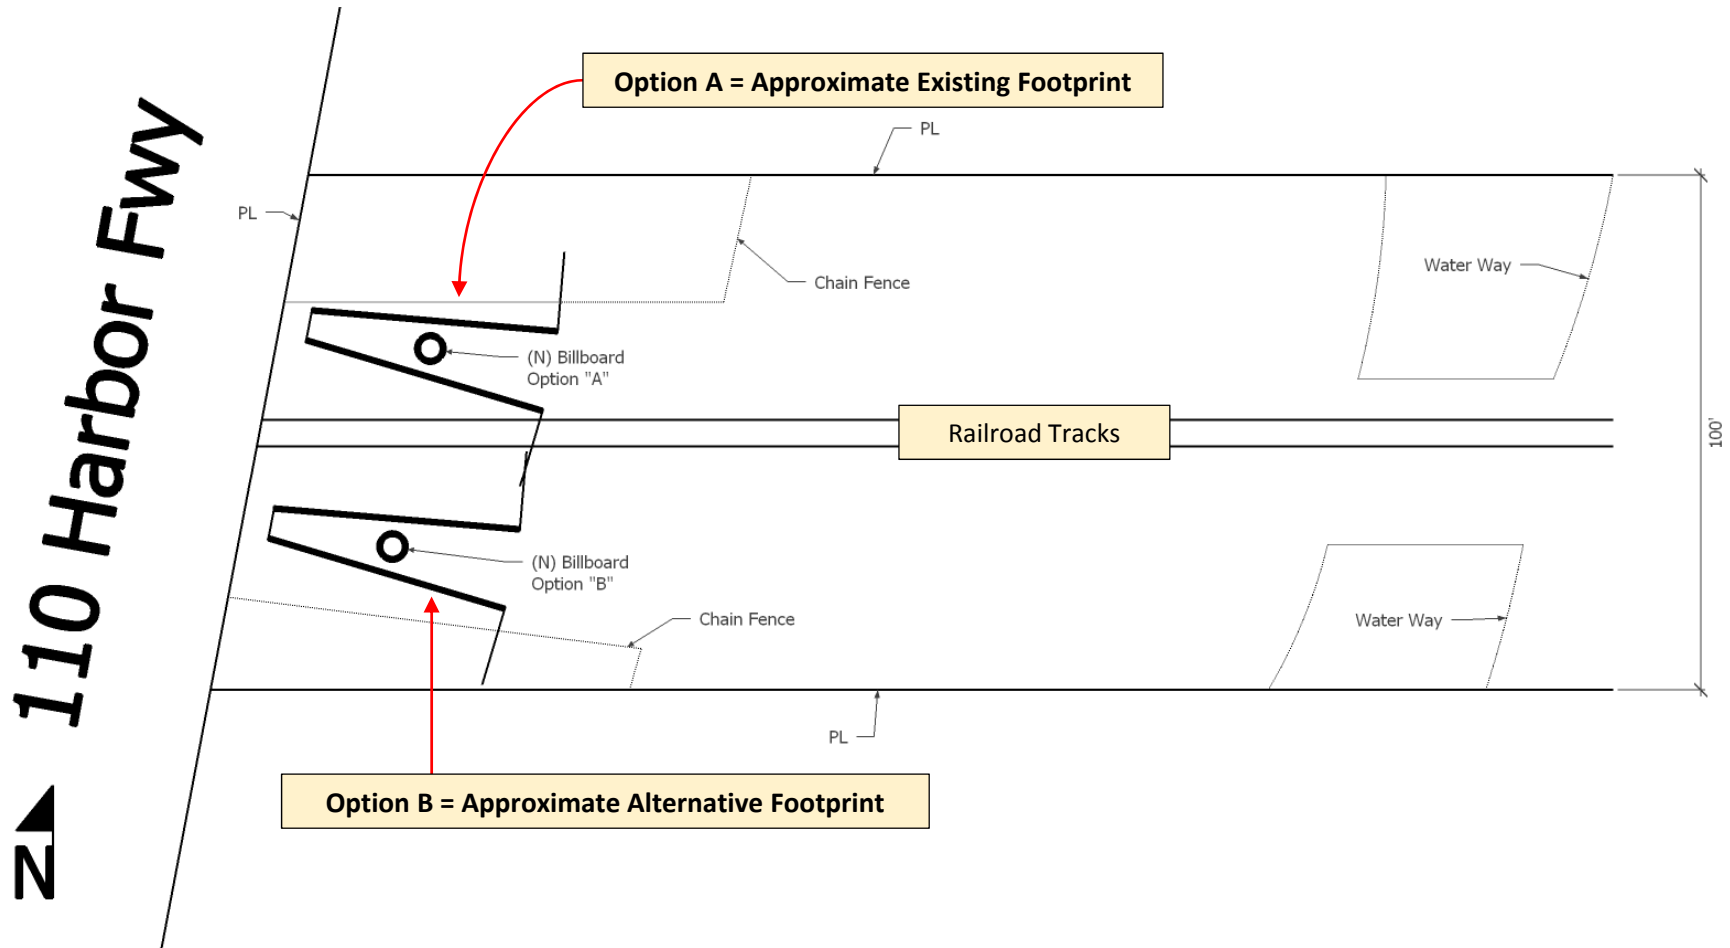 Option A = Approximate Existing Footprint
PL
PL
110 Harbor Fwy
Chain Fence
Water Way
(N) Billboard
Option "A"
Railroad Tracks
100'
(N) Billboard
Option "B"
Chain Fence
Water Way
PL
Option B = Approximate Alternative Footprint
N